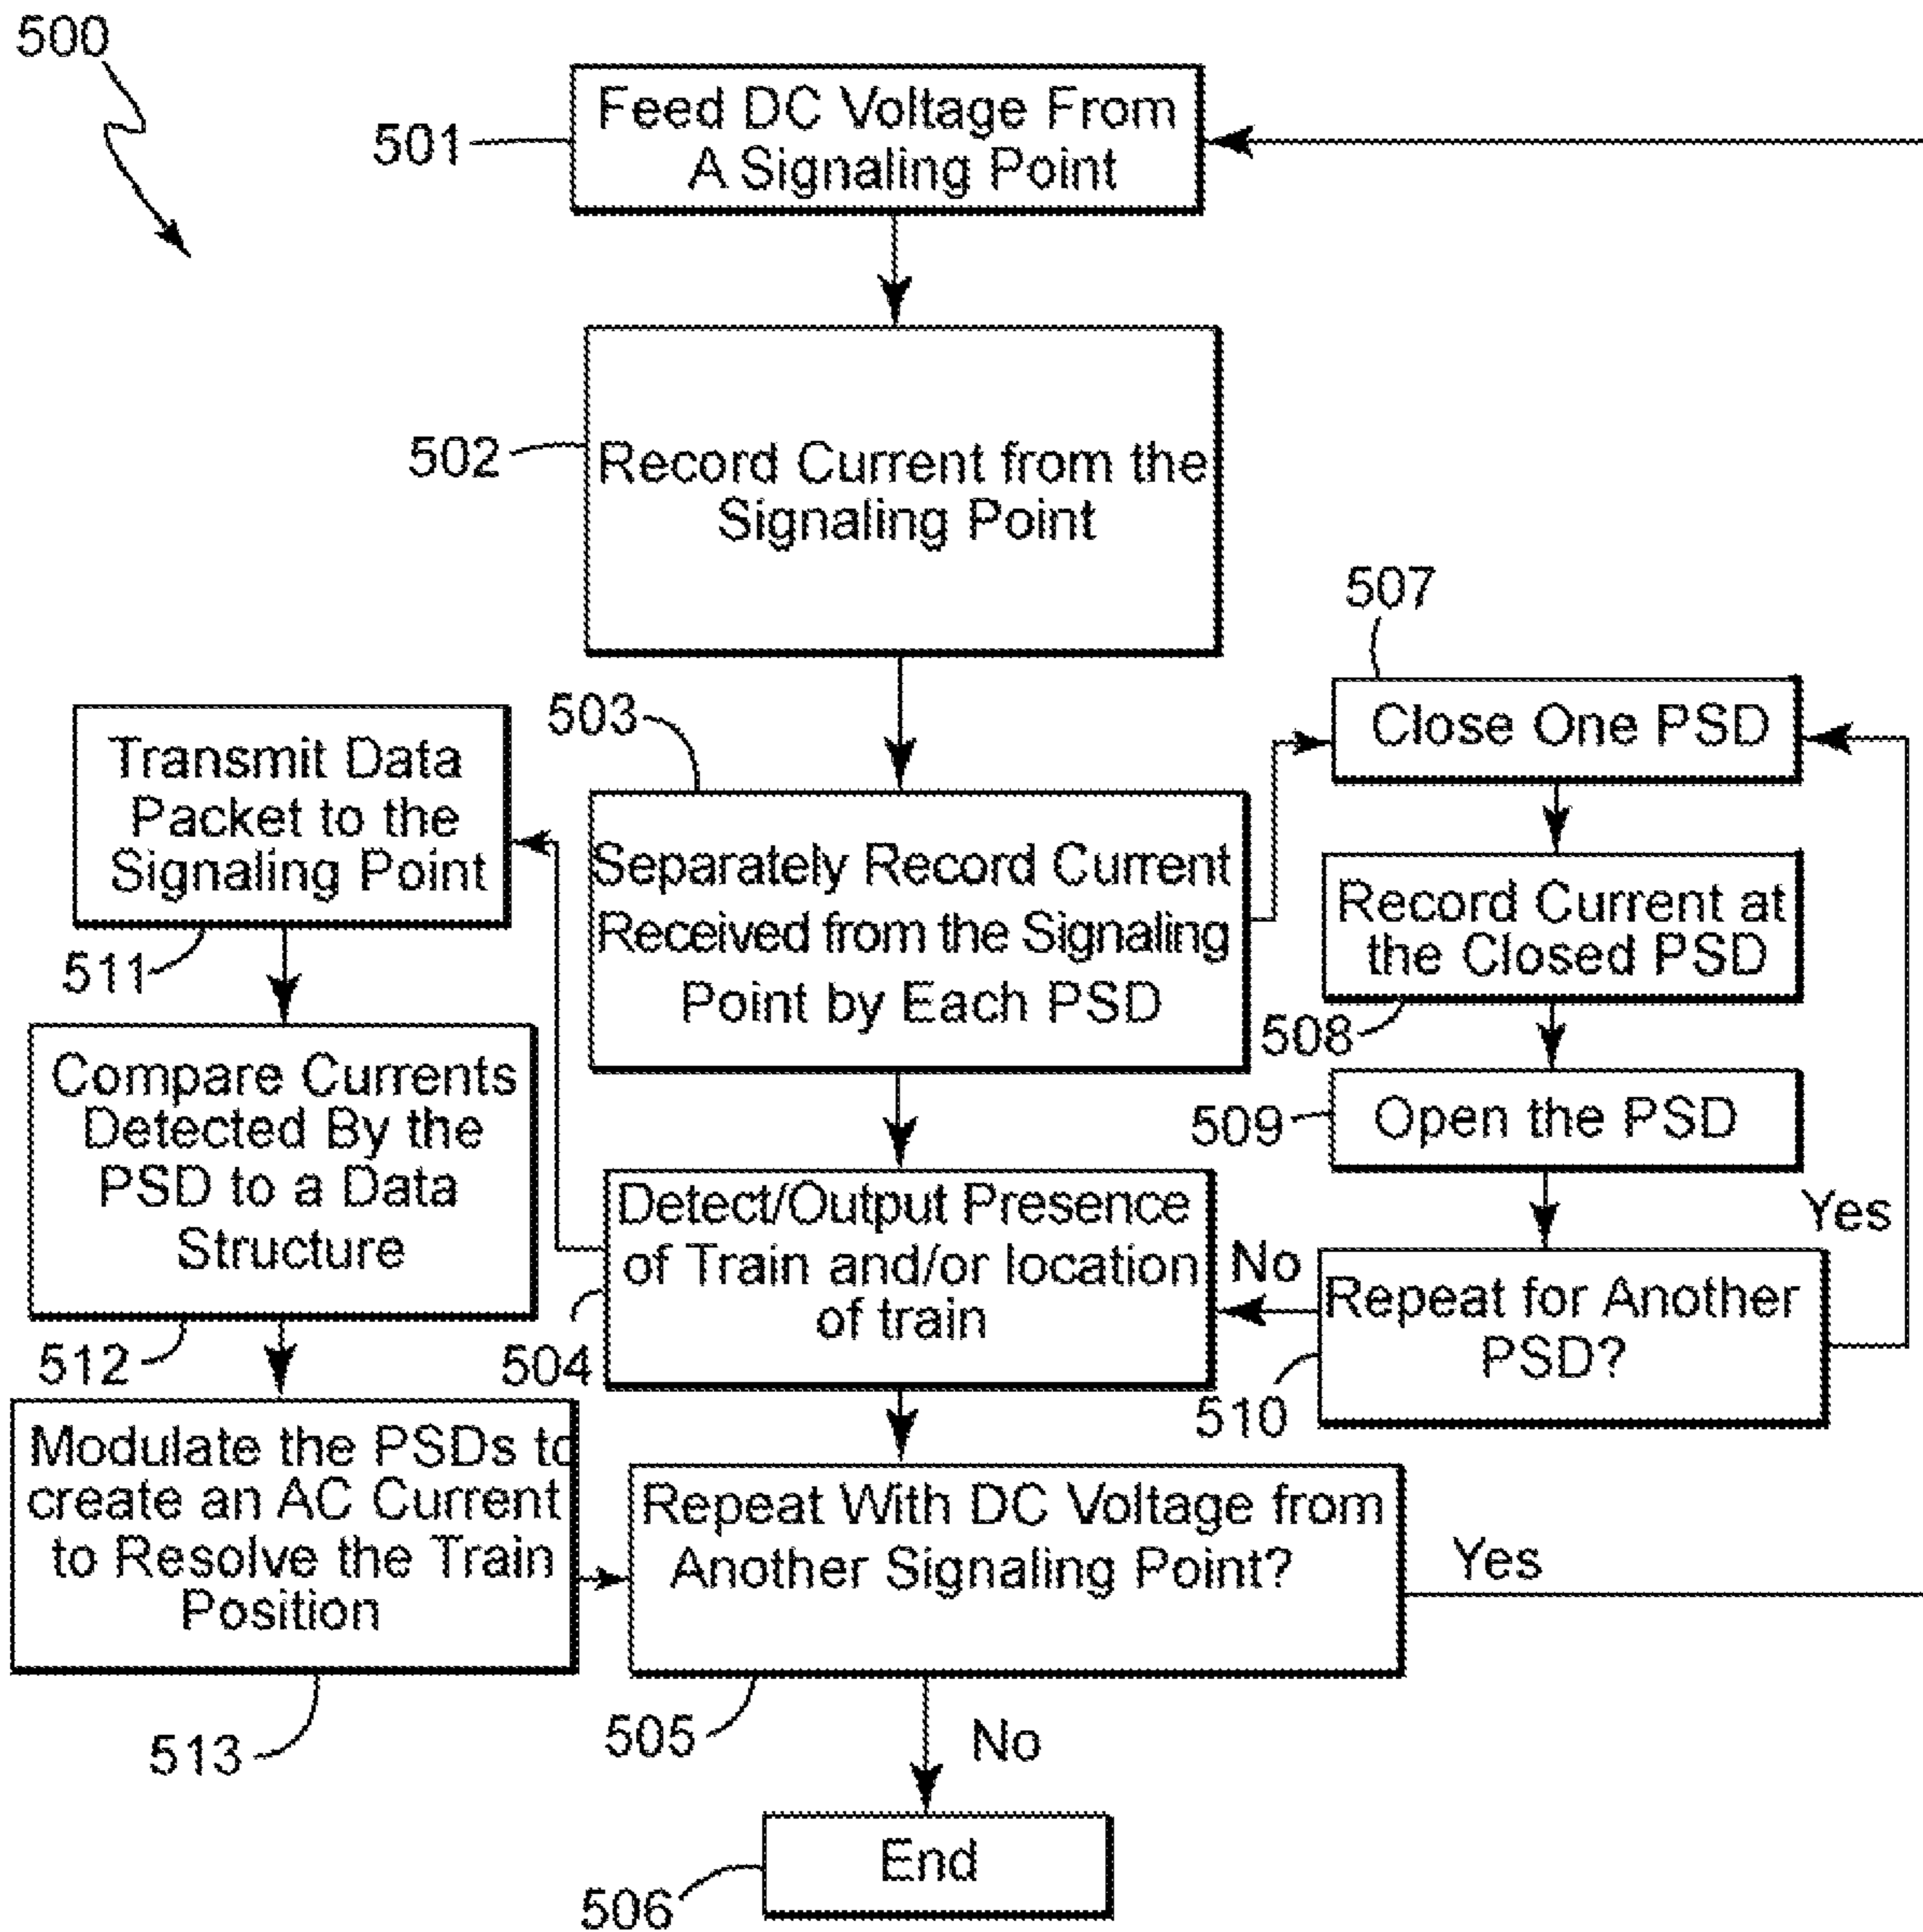 500
501
Feed DC Voltage From
A Signaling Point
502
Record Current from the
Signaling Point
503
Separately Record Current
Received from the Signaling
Point by Each PSD
507
Close One PSD
Record Current at
the Closed PSD
508
509
Open the PSD
Yes
Repeat for Another
PSD?
510
No
Detect/Output Presence
of Train and/or location
of train
504
Transmit Data
Packet to the
Signaling Point
511
Compare Currents
Detected By the
PSD to a Data
Structure
512
Modulate the PSDs to
create an AC Current
to Resolve the Train
Position
513
Repeat With DC Voltage from
Another Signaling Point?
Yes
505
No
End
506